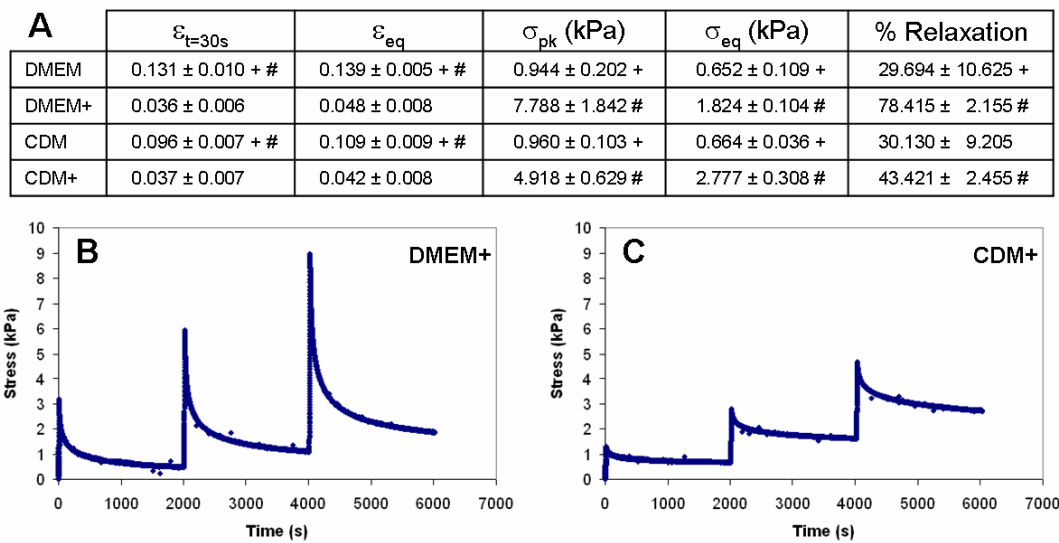 A
ε_t=30s ε_eq σ_pk (kPa) σ_eq (kPa) % Relaxation
DMEM 0.131 ± 0.010 + # 0.139 ± 0.005 + # 0.944 ± 0.202 + 0.652 ± 0.109 + 29.694 ± 10.625 +
DMEM+ 0.036 ± 0.006 0.048 ± 0.008 7.788 ± 1.842 # 1.824 ± 0.104 # 78.415 ± 2.155 #
CDM 0.096 ± 0.007 + # 0.109 ± 0.009 + # 0.960 ± 0.103 + 0.664 ± 0.036 + 30.130 ± 9.205
CDM+ 0.037 ± 0.007 0.042 ± 0.008 4.918 ± 0.629 # 2.777 ± 0.308 # 43.421 ± 2.455 #
B
DMEM+
10
9
8
7
6
5
4
3
2
1
0
Stress (kPa)
0 1000 2000 3000 4000 5000 6000 7000
Time (s)
C
CDM+
10
9
8
7
6
5
4
3
2
1
0
Stress (kPa)
0 1000 2000 3000 4000 5000 6000 7000
Time (s)